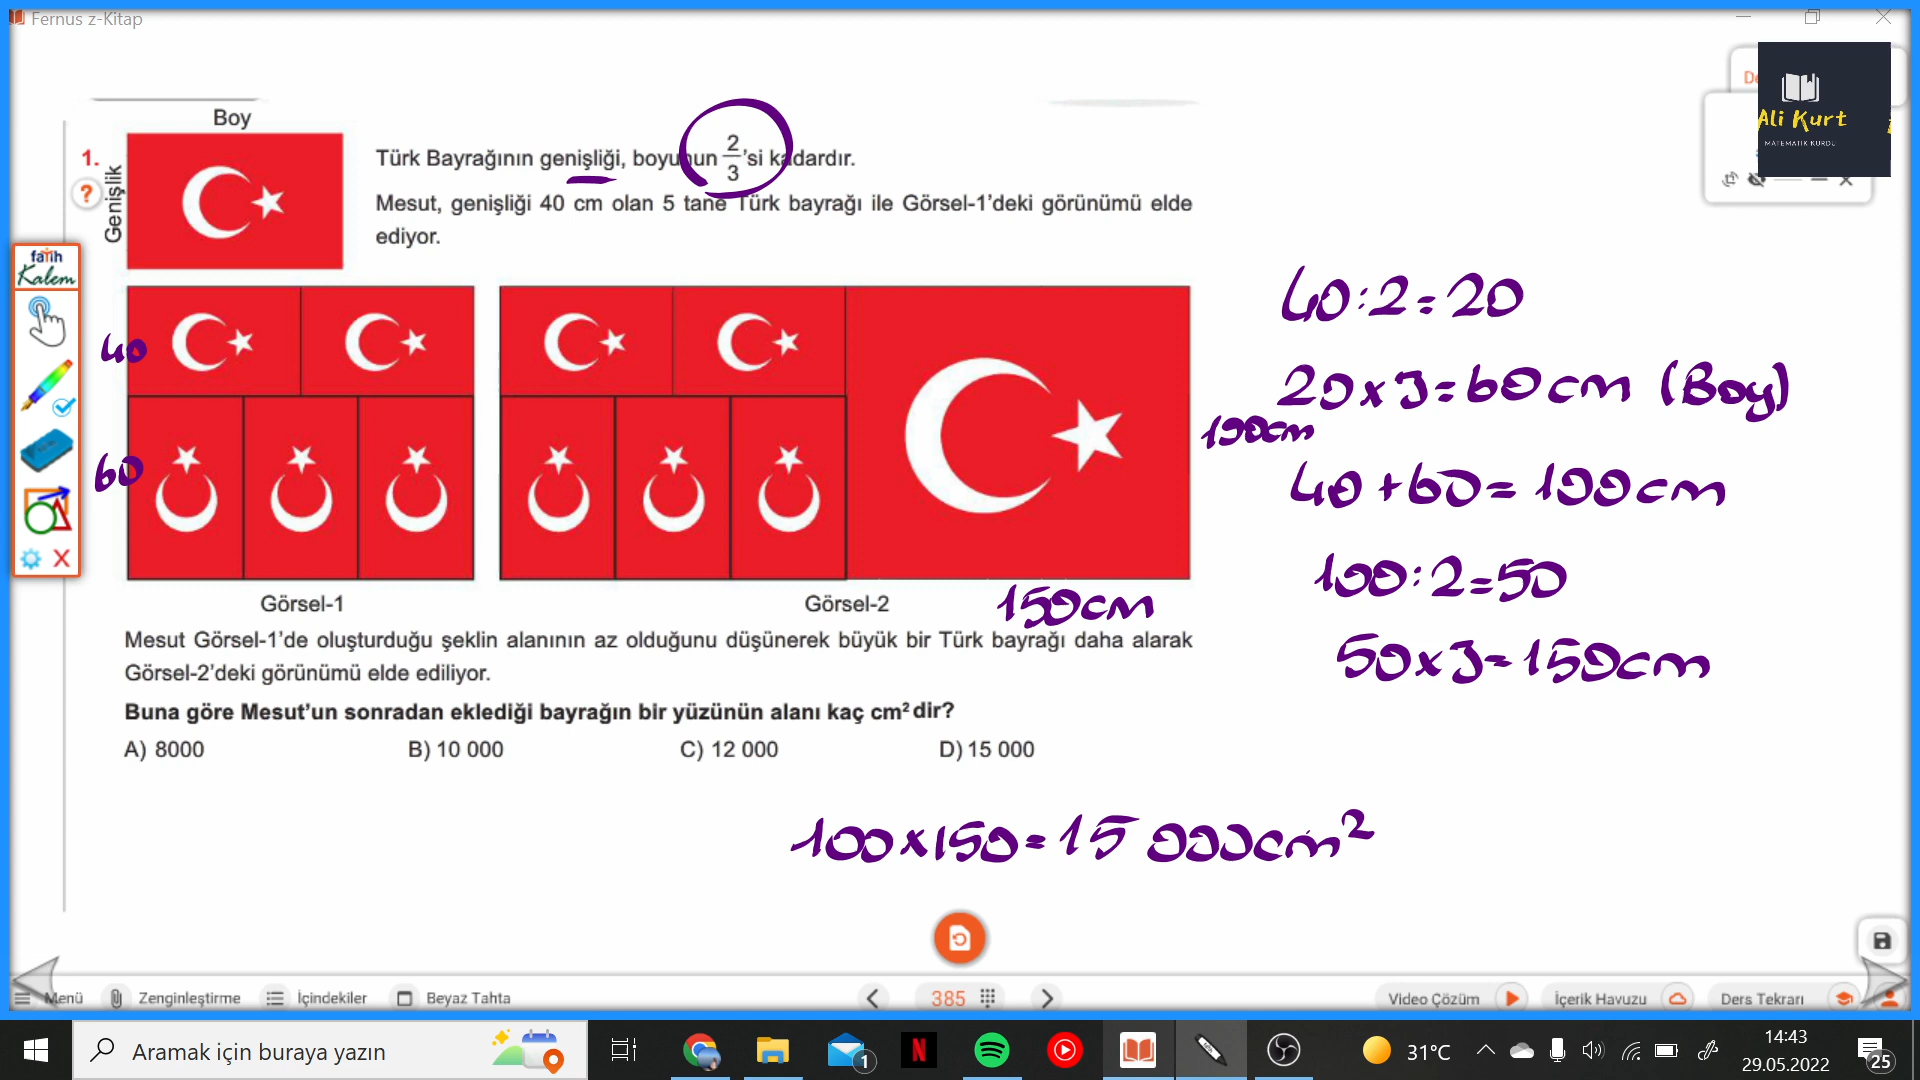 Fernus z-Kitap
Ali Kurt
MATEMATİK KURDU
Boy
Genişlik
1.
Türk Bayrağının genişliği, boyunun 2/3'si kadardır.
Mesut, genişliği 40 cm olan 5 tane Türk bayrağı ile Görsel-1'deki görünümü elde
ediyor.
fatih
Kalem
40
60
100cm
150cm
Görsel-1
Görsel-2
Mesut Görsel-1'de oluşturduğu şeklin alanının az olduğunu düşünerek büyük bir Türk bayrağı daha alarak
Görsel-2'deki görünümü elde ediliyor.
Buna göre Mesut'un sonradan eklediği bayrağın bir yüzünün alanı kaç cm² dir?
A) 8000 B) 10 000 C) 12 000 D) 15 000
40:2=20
20x3=60cm (Boy)
40+60=100cm
100:2=50
50x3=150cm
100x150=15 000cm²
Menü Zenginleştirme İçindekiler Beyaz Tahta 385 Video Çözüm İçerik Havuzu Ders Tekrarı
Aramak için buraya yazın
1
N
31°C
14:43
29.05.2022
25